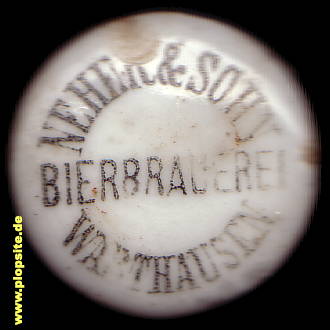 NEHER & SOHN
BIERBRAUEREI
WARTHAUSEN
www.plopsite.de